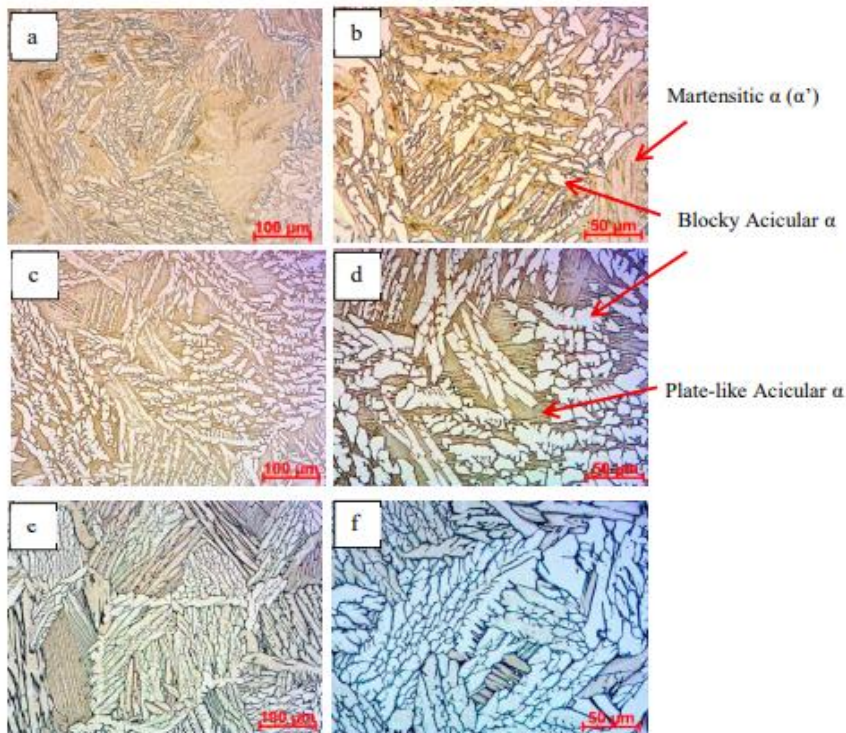 a
b
Martensitic α (α’)
100 µm
50 µm
Blocky Acicular α
c
d
Plate-like Acicular α
100 µm
50 µm
e
f
100 µm
50 µm